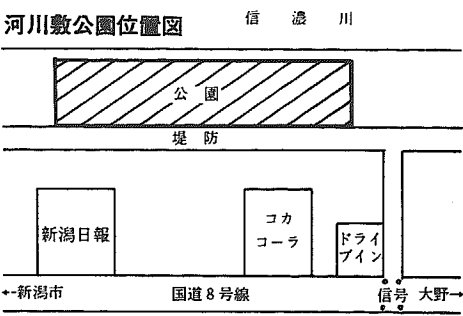 河川敷公園位置図
信濃川
公園
堤防
新潟日報
コカ
コーラ
ドライ
ブイン
←新潟市
国道8号線
信号
大野→